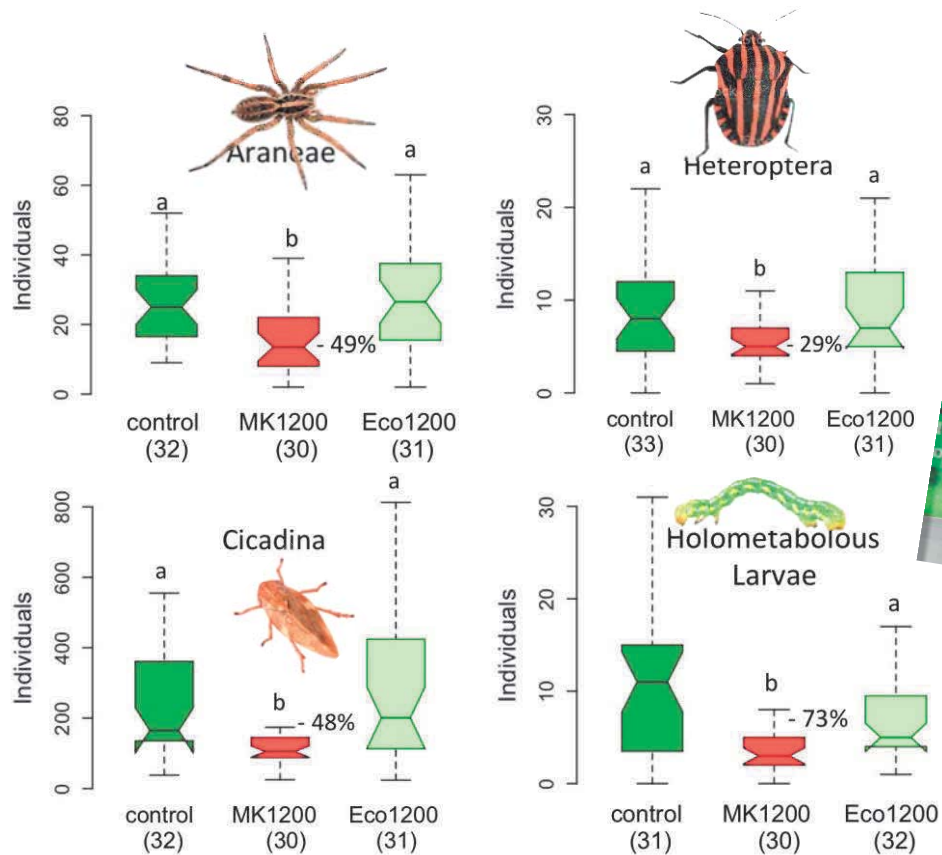 Araneae
Individuals
80
60
40
20
0
a
b
a
- 49%
control MK1200 Eco1200
(32) (30) (31)
Heteroptera
Individuals
30
20
10
0
a
b
a
- 29%
control MK1200 Eco1200
(33) (30) (31)
Cicadina
Individuals
800
600
400
200
0
a
b
a
- 48%
control MK1200 Eco1200
(32) (30) (31)
Holometabolous
Larvae
Individuals
30
20
10
0
b
a
- 73%
control MK1200 Eco1200
(31) (30) (32)